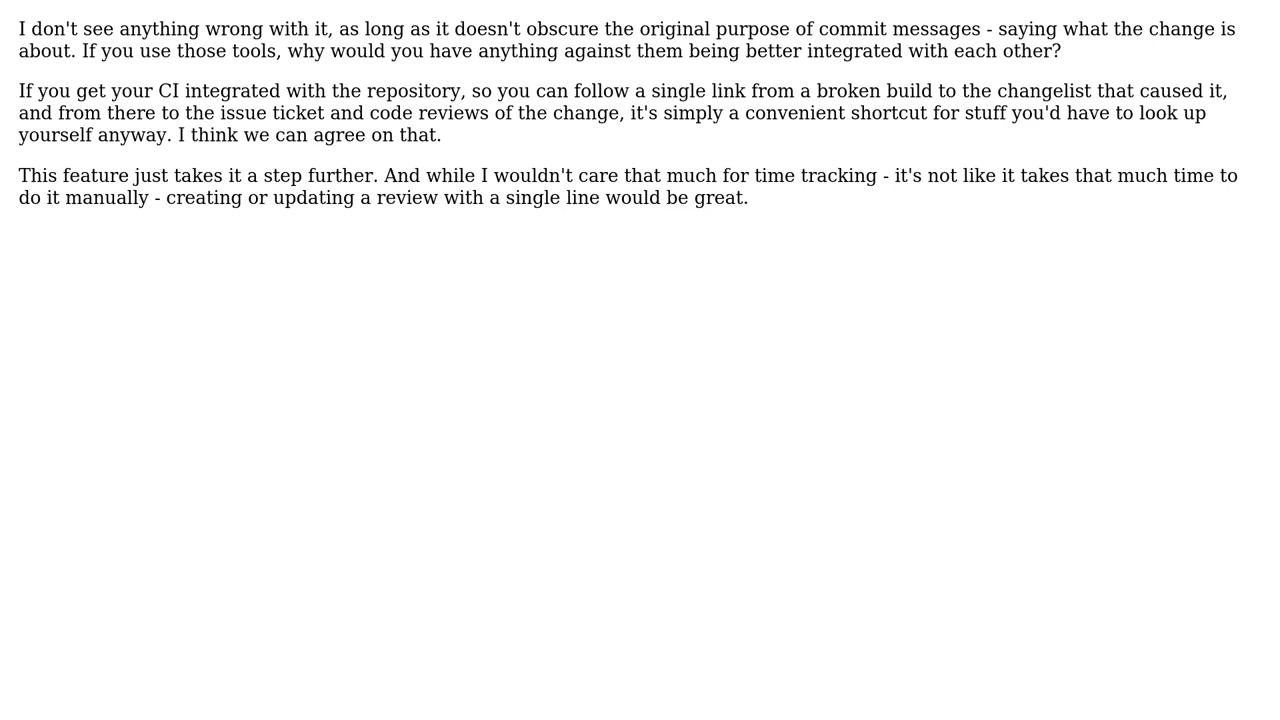 I don't see anything wrong with it, as long as it doesn't obscure the original purpose of commit messages - saying what the change is
about. If you use those tools, why would you have anything against them being better integrated with each other?
If you get your CI integrated with the repository, so you can follow a single link from a broken build to the changelist that caused it,
and from there to the issue ticket and code reviews of the change, it's simply a convenient shortcut for stuff you'd have to look up
yourself anyway. I think we can agree on that.
This feature just takes it a step further. And while I wouldn't care that much for time tracking - it's not like it takes that much time to
do it manually - creating or updating a review with a single line would be great.